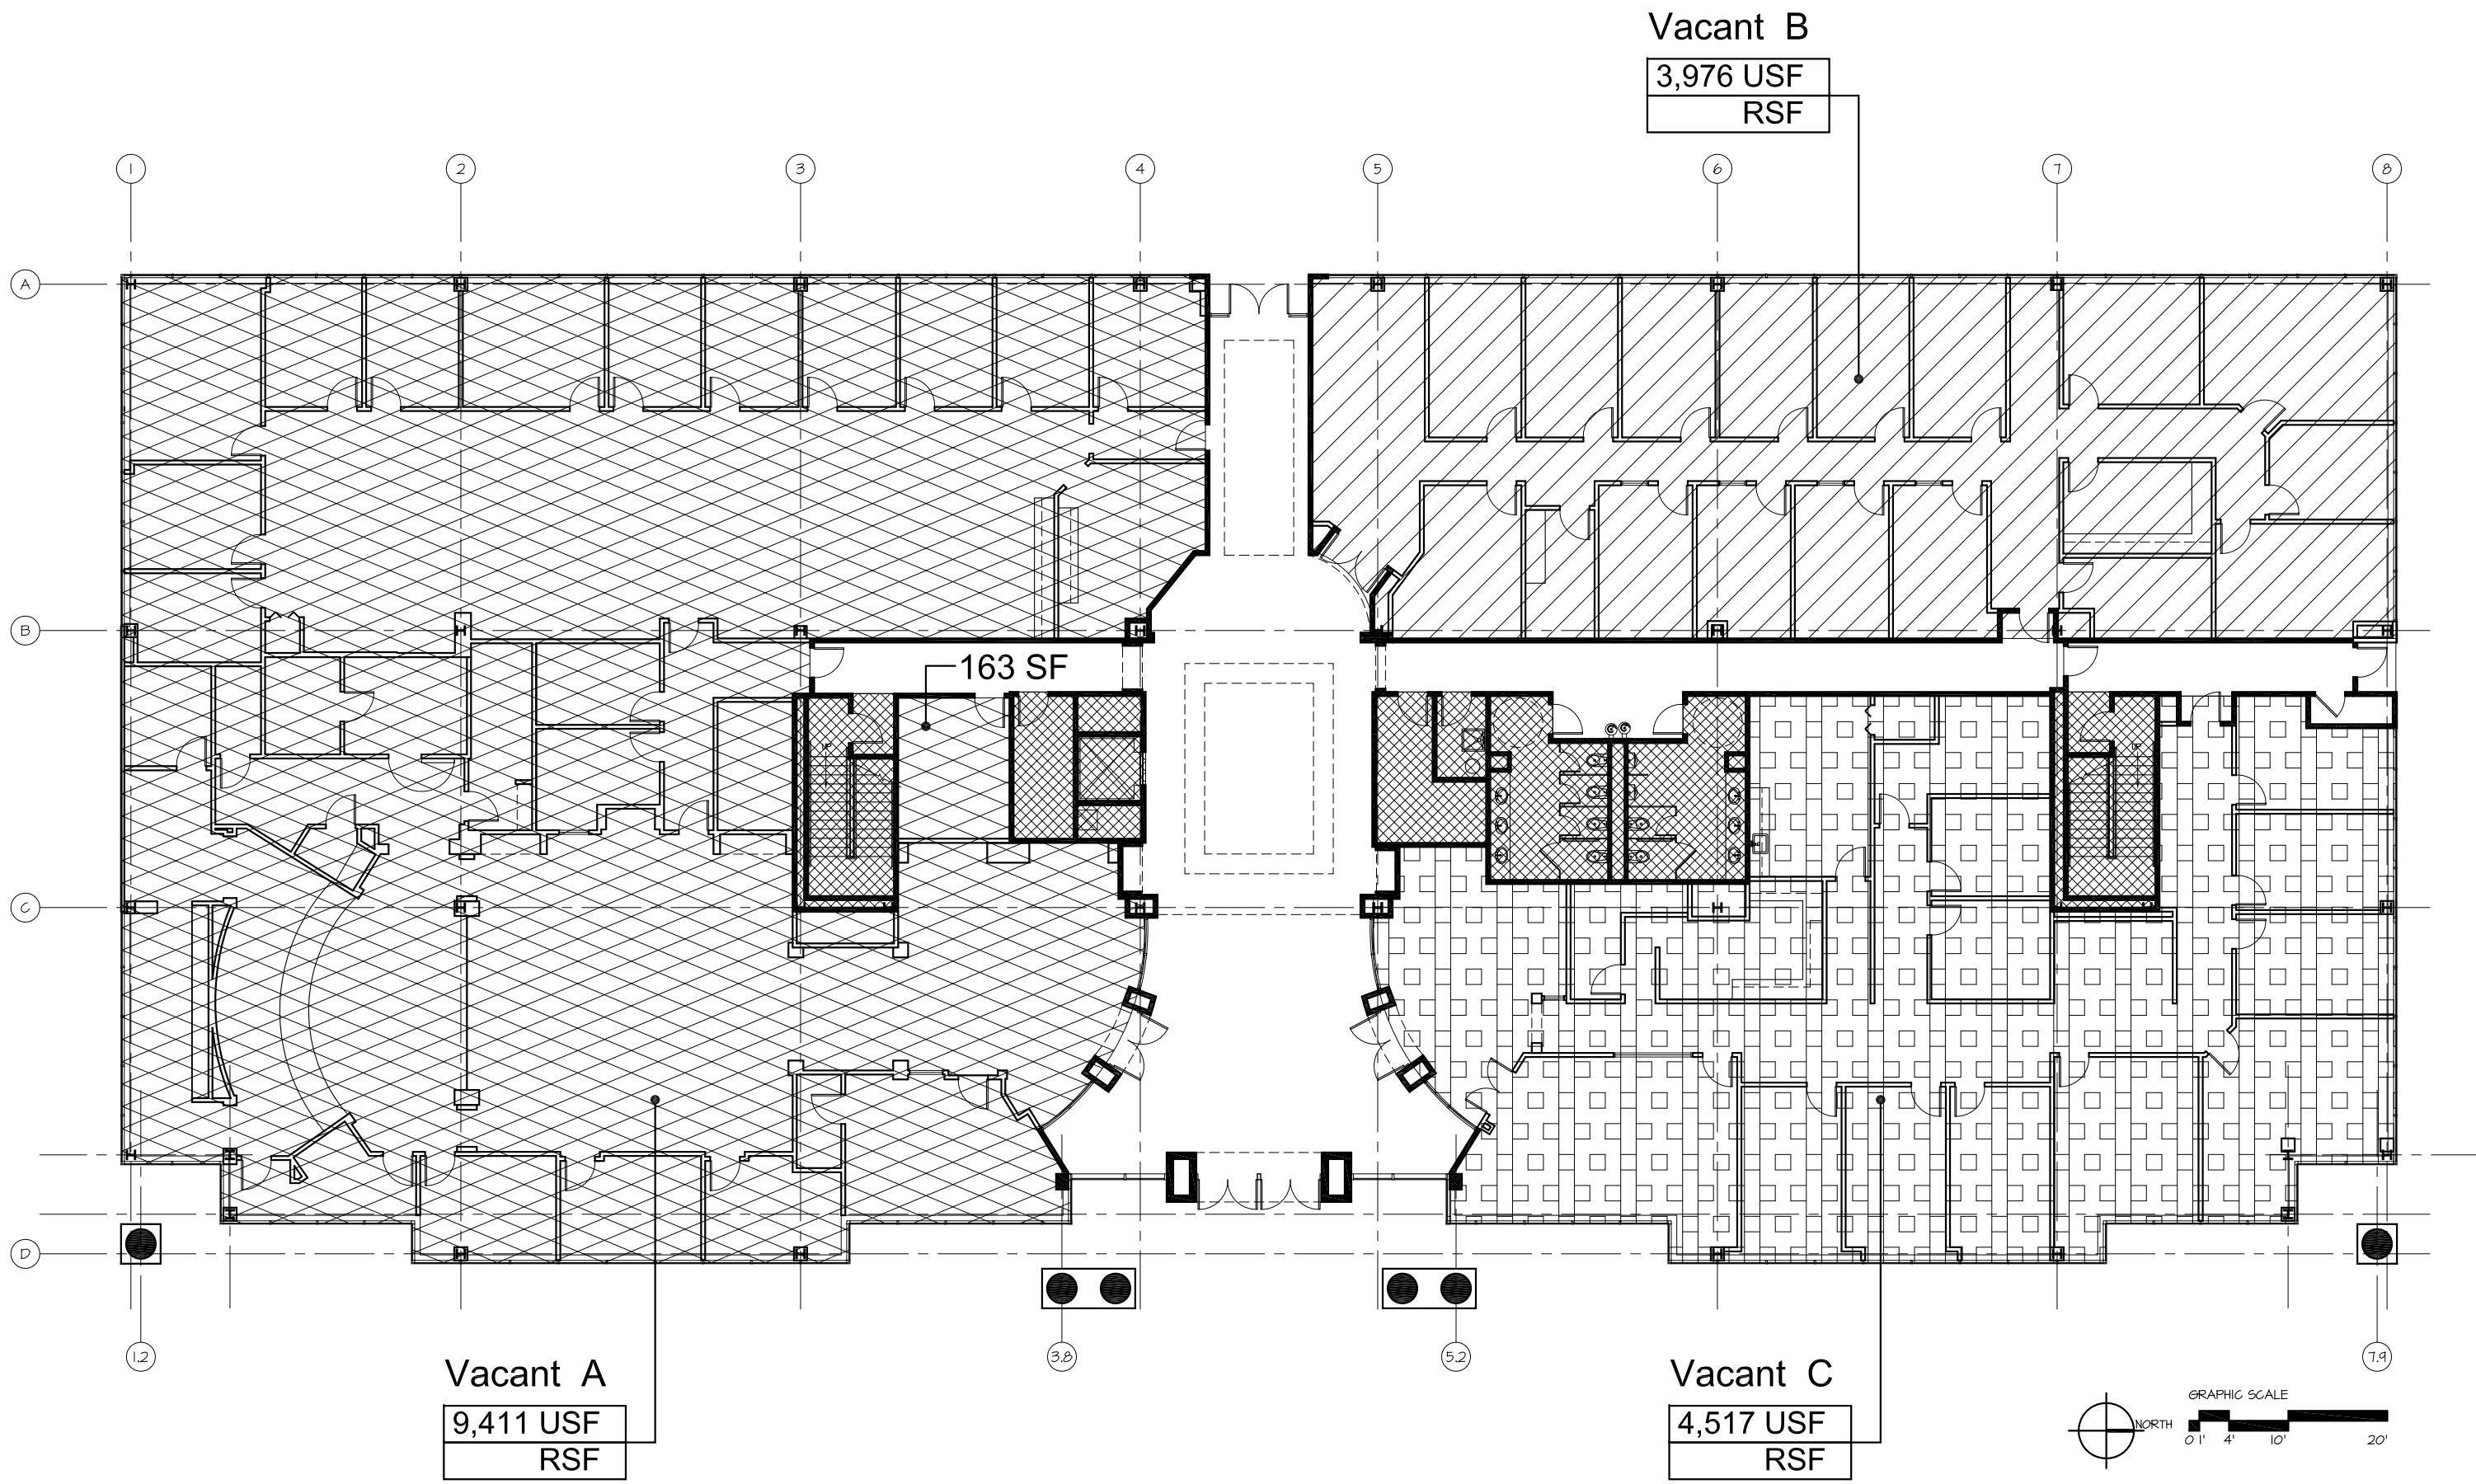 Vacant B
3,976 USF
RSF
1
2
3
4
5
6
7
8
A
B
163 SF
UP
UP
C
D
1.2
3.8
5.2
7.9
Vacant A
9,411 USF
RSF
Vacant C
4,517 USF
RSF
NORTH
GRAPHIC SCALE
0 1' 4' 10' 20'